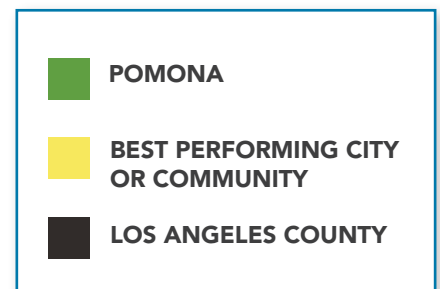 POMONA
BEST PERFORMING CITY
OR COMMUNITY
LOS ANGELES COUNTY